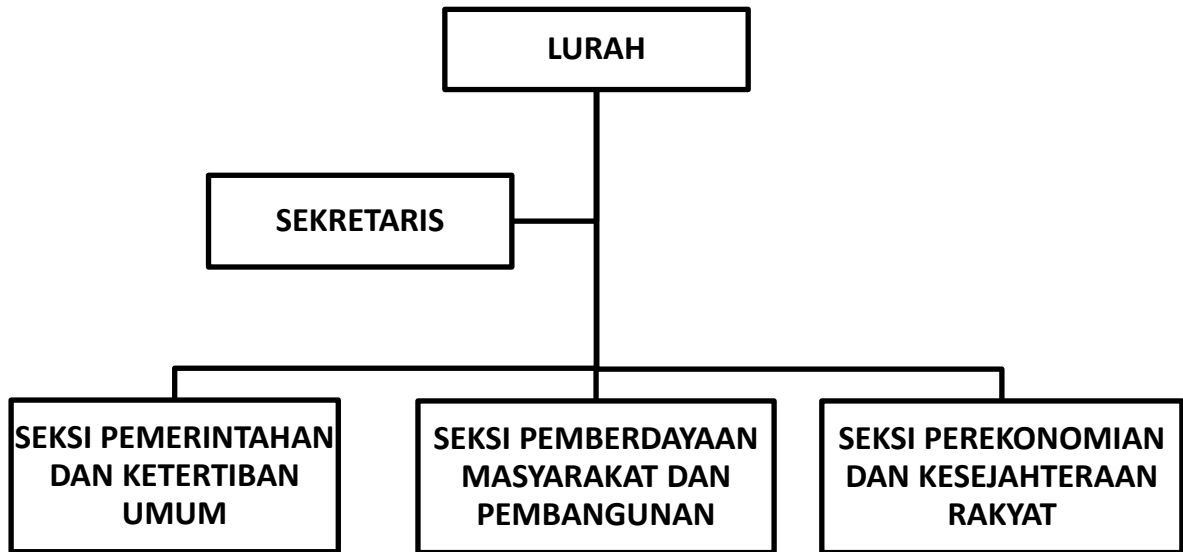 LURAH
SEKRETARIS
SEKSI PEMERINTAHAN
DAN KETERTIBAN
UMUM
SEKSI PEMBERDAYAAN
MASYARAKAT DAN
PEMBANGUNAN
SEKSI PEREKONOMIAN
DAN KESEJAHTERAAN
RAKYAT